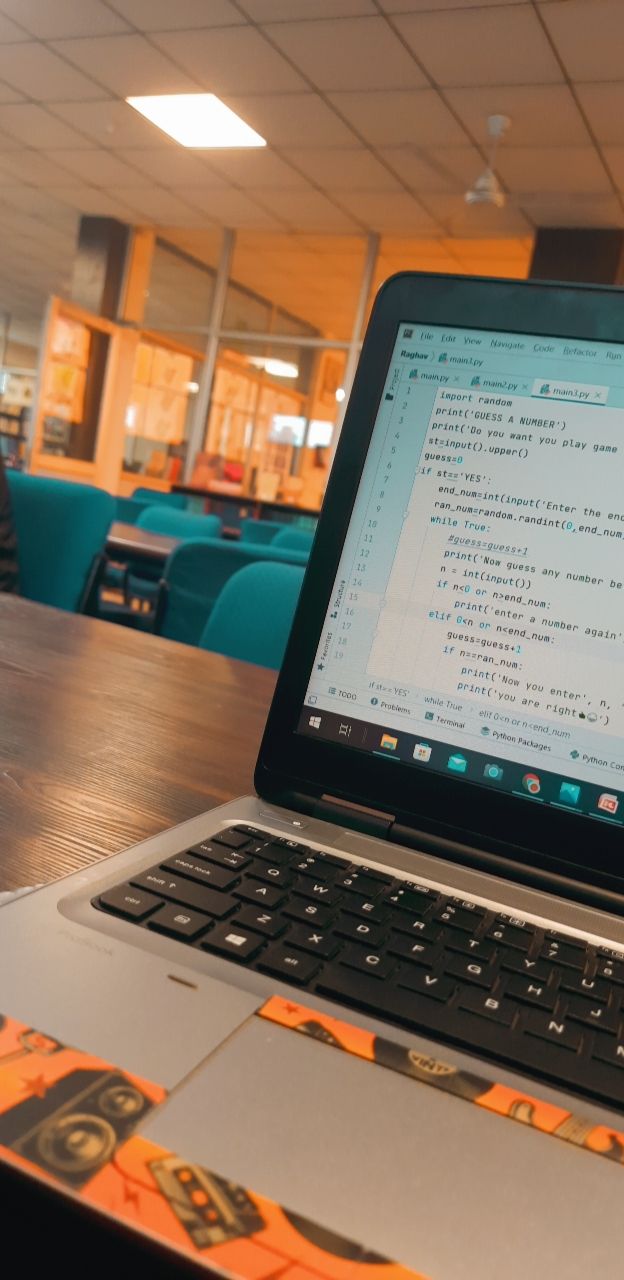 File Edit View Navigate Code Refactor Run
Raghav main3.py
main.py main2.py main3.py
1 import random
2 print('GUESS A NUMBER')
3 print('Do you want you play game
4 st=input().upper()
5 guess=0
6 if st=='YES':
7 end_num=int(input('Enter the end
8 ran_num=random.randint(0,end_num
9 while True:
10 #guess=guess+1
11 print('Now guess any number be
12 n = int(input())
13 if n<0 or n>end_num:
14 print('enter a number again'
15 elif 0<n or n<end_num:
16 guess=guess+1
17 if n==ran_num:
18 print('Now you enter', n,
19 print('you are right')
Structure
Favorites
if st=='YES' › while True › elif 0<n or n<end_num
TODO Problems Terminal Python Packages Python Con
Q W E R T Y U
caps lock A S D F G H J
shift Z X C V B N
ctrl alt